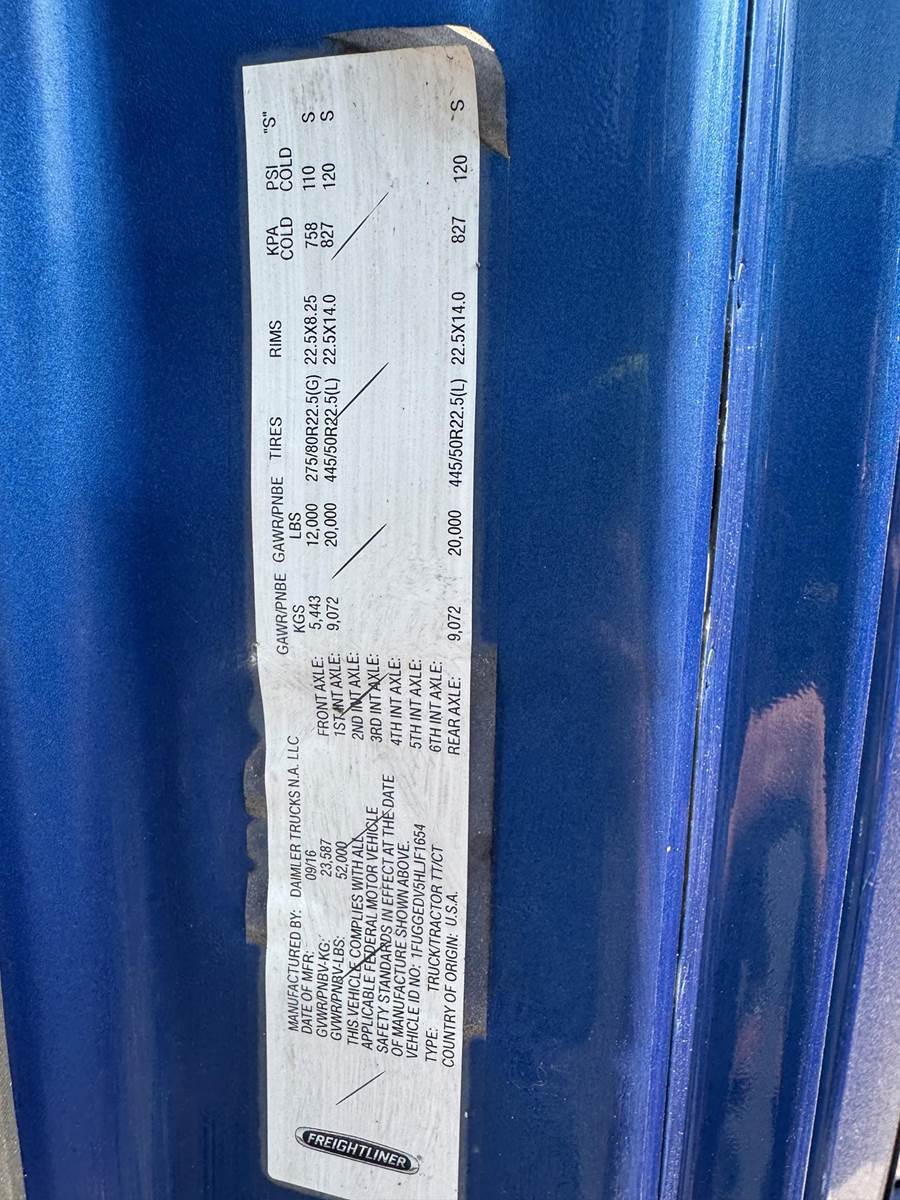 FREIGHTLINER
MANUFACTURED BY: DAIMLER TRUCKS N.A. LLC
DATE OF MFR: 09/16
GVWR/PNBV-KG: 23,587
GVWR/PNBV-LBS: 52,000
THIS VEHICLE COMPLIES WITH ALL
APPLICABLE FEDERAL MOTOR VEHICLE
SAFETY STANDARDS IN EFFECT AT THE DATE
OF MANUFACTURE SHOWN ABOVE.
VEHICLE ID NO: 1FUGGEDV5HLJF1654
TYPE: TRUCK/TRACTOR TT/CT
COUNTRY OF ORIGIN: U.S.A.
GAWR/PNBE GAWR/PNBE TIRES RIMS KPA PSI "S"
KGS LBS COLD COLD
FRONT AXLE: 5,443 12,000 275/80R22.5(G) 22.5X8.25 758 110 S
1ST INT AXLE: 9,072 20,000 445/50R22.5(L) 22.5X14.0 827 120 S
2ND INT AXLE:
3RD INT AXLE:
4TH INT AXLE:
5TH INT AXLE:
6TH INT AXLE:
REAR AXLE: 9,072 20,000 445/50R22.5(L) 22.5X14.0 827 120 S